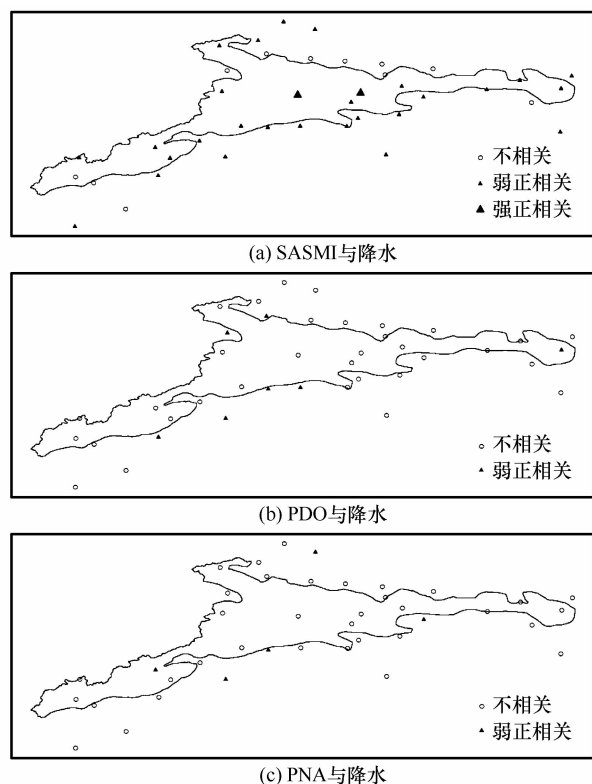 不相关
弱正相关
强正相关
(a) SASMI与降水
不相关
弱正相关
(b) PDO与降水
不相关
弱正相关
(c) PNA与降水